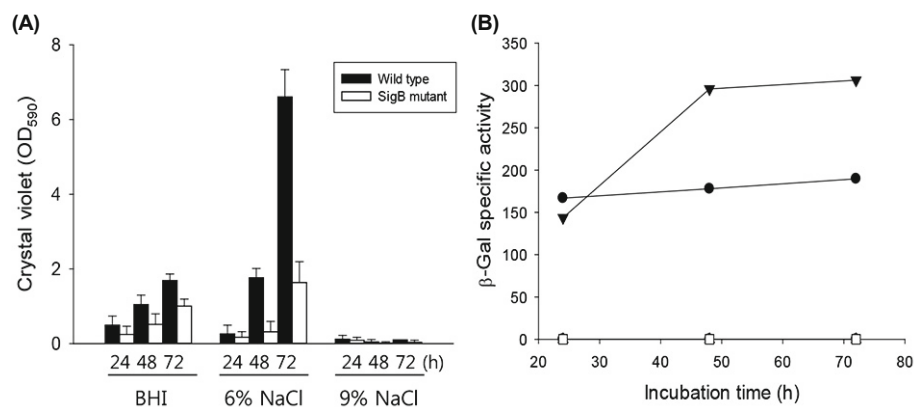 (A)
8
6
4
2
0
Crystal violet (OD590)
Wild type
SigB mutant
24 48 72 24 48 72 24 48 72 (h)
BHI 6% NaCl 9% NaCl
(B)
350
300
250
200
150
100
50
0
β-Gal specific activity
20 30 40 50 60 70 80
Incubation time (h)